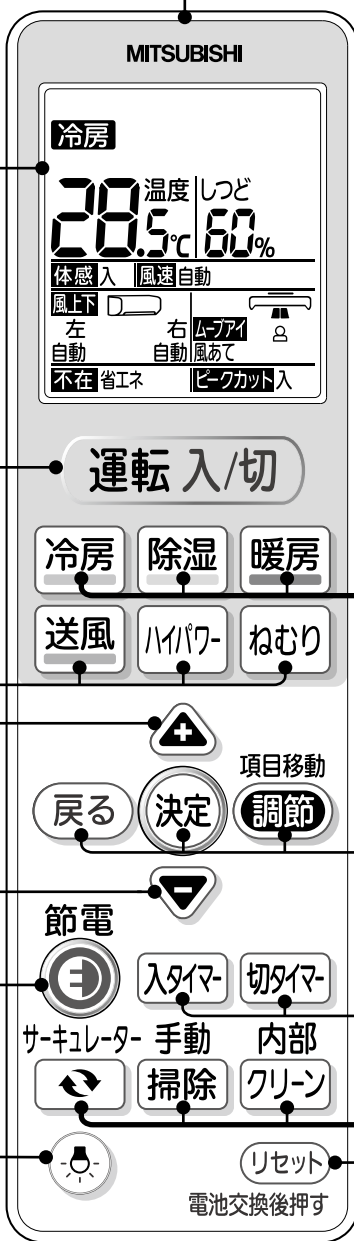 MITSUBISHI
冷房
温度 しつど
28.5℃ 60%
体感 入 風速 自動
風上下
左 右 ムーブアイ
自動 自動 風あて
不在 省エネ ピークカット 入
運転 入/切
冷房 除湿 暖房
送風 ハイパワー ねむり
+
項目移動
戻る 決定 調節
-
節電
入タイマー 切タイマー
サーキュレーター 手動 内部
掃除 クリーン
リセット
電池交換後押す